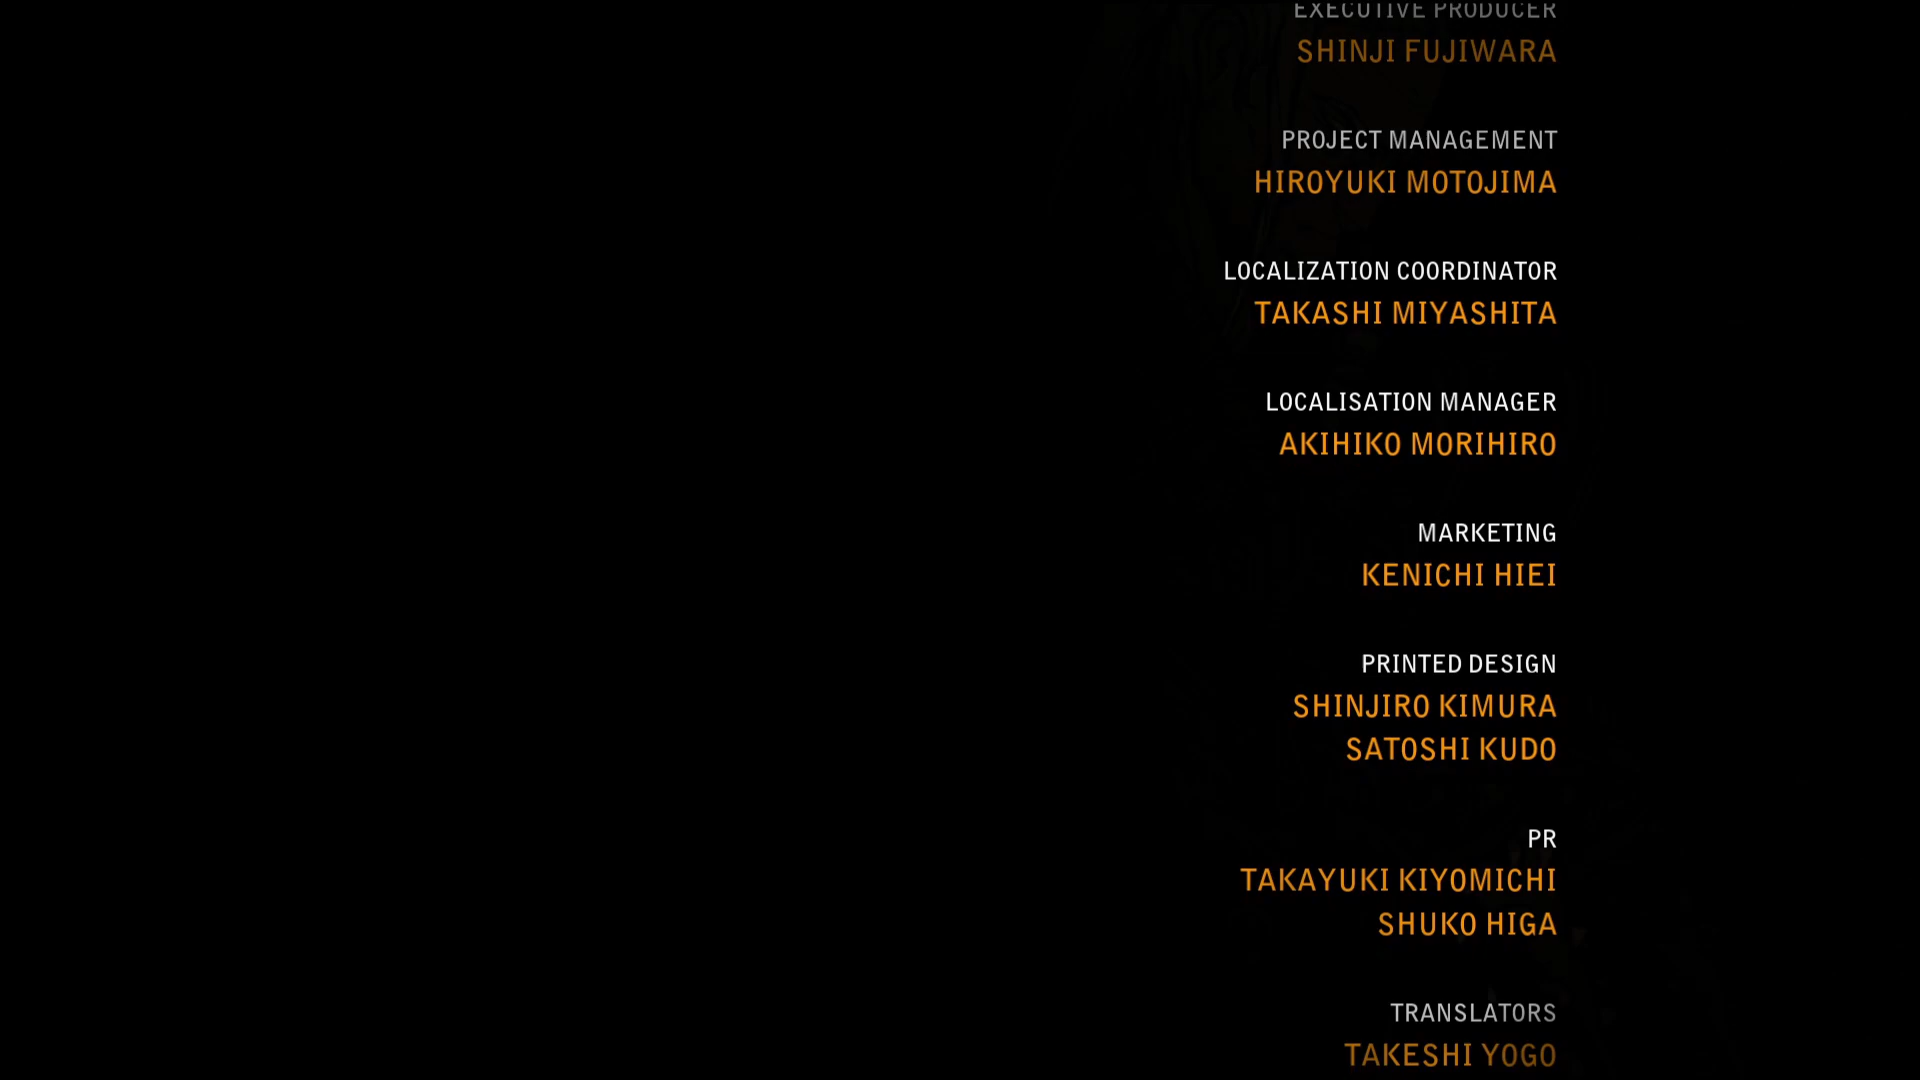 EXECUTIVE PRODUCER
SHINJI FUJIWARA
PROJECT MANAGEMENT
HIROYUKI MOTOJIMA
LOCALIZATION COORDINATOR
TAKASHI MIYASHITA
LOCALISATION MANAGER
AKIHIKO MORIHIRO
MARKETING
KENICHI HIEI
PRINTED DESIGN
SHINJIRO KIMURA
SATOSHI KUDO
PR
TAKAYUKI KIYOMICHI
SHUKO HIGA
TRANSLATORS
TAKESHI YOGO